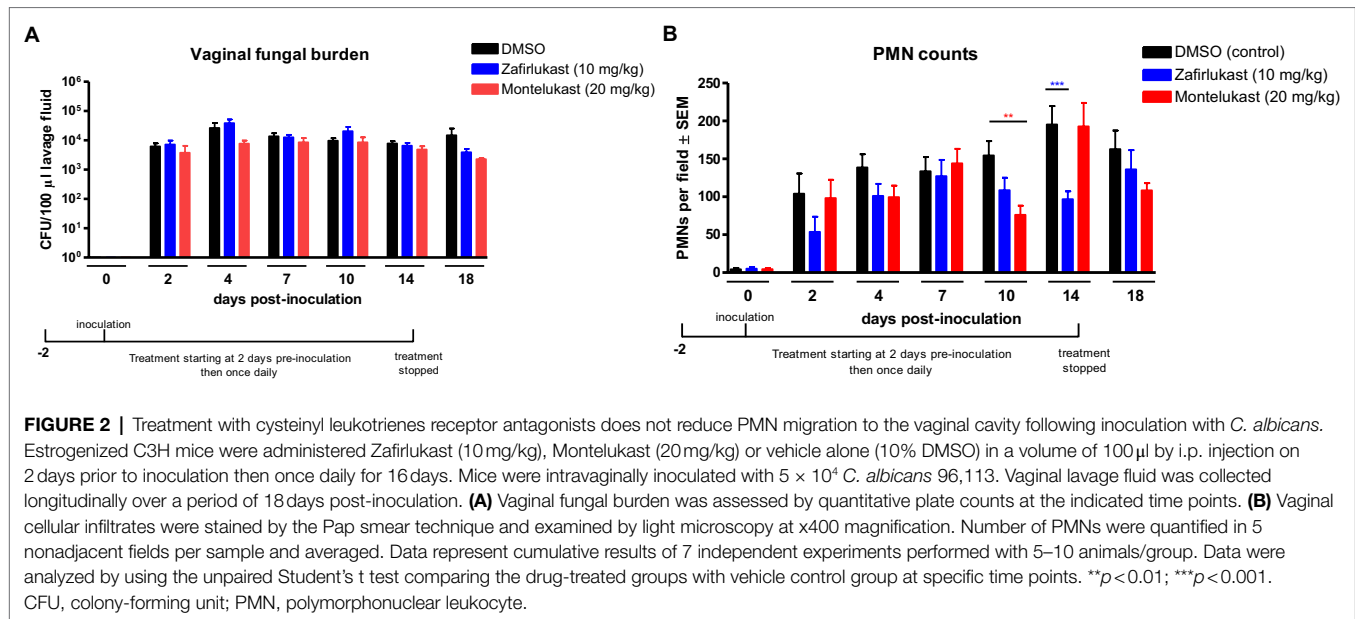 A
Vaginal fungal burden
DMSO
Zafirlukast (10 mg/kg)
Montelukast (20 mg/kg)
CFU/100 µl lavage fluid
10⁶
10⁵
10⁴
10³
10²
10¹
10⁰
0 2 4 7 10 14 18
days post-inoculation
inoculation
-2
Treatment starting at 2 days pre-inoculation
then once daily
treatment
stopped
B
PMN counts
DMSO (control)
Zafirlukast (10 mg/kg)
Montelukast (20 mg/kg)
PMNs per field ± SEM
250
200
150
100
50
0
**
***
0 2 4 7 10 14 18
days post-inoculation
inoculation
-2
Treatment starting at 2 days pre-inoculation
then once daily
treatment
stopped
FIGURE 2 | Treatment with cysteinyl leukotrienes receptor antagonists does not reduce PMN migration to the vaginal cavity following inoculation with C. albicans.
Estrogenized C3H mice were administered Zafirlukast (10 mg/kg), Montelukast (20 mg/kg) or vehicle alone (10% DMSO) in a volume of 100 µl by i.p. injection on
2 days prior to inoculation then once daily for 16 days. Mice were intravaginally inoculated with 5 × 10⁴ C. albicans 96,113. Vaginal lavage fluid was collected
longitudinally over a period of 18 days post-inoculation. (A) Vaginal fungal burden was assessed by quantitative plate counts at the indicated time points. (B) Vaginal
cellular infiltrates were stained by the Pap smear technique and examined by light microscopy at x400 magnification. Number of PMNs were quantified in 5
nonadjacent fields per sample and averaged. Data represent cumulative results of 7 independent experiments performed with 5–10 animals/group. Data were
analyzed by using the unpaired Student's t test comparing the drug-treated groups with vehicle control group at specific time points. **p < 0.01; ***p < 0.001.
CFU, colony-forming unit; PMN, polymorphonuclear leukocyte.